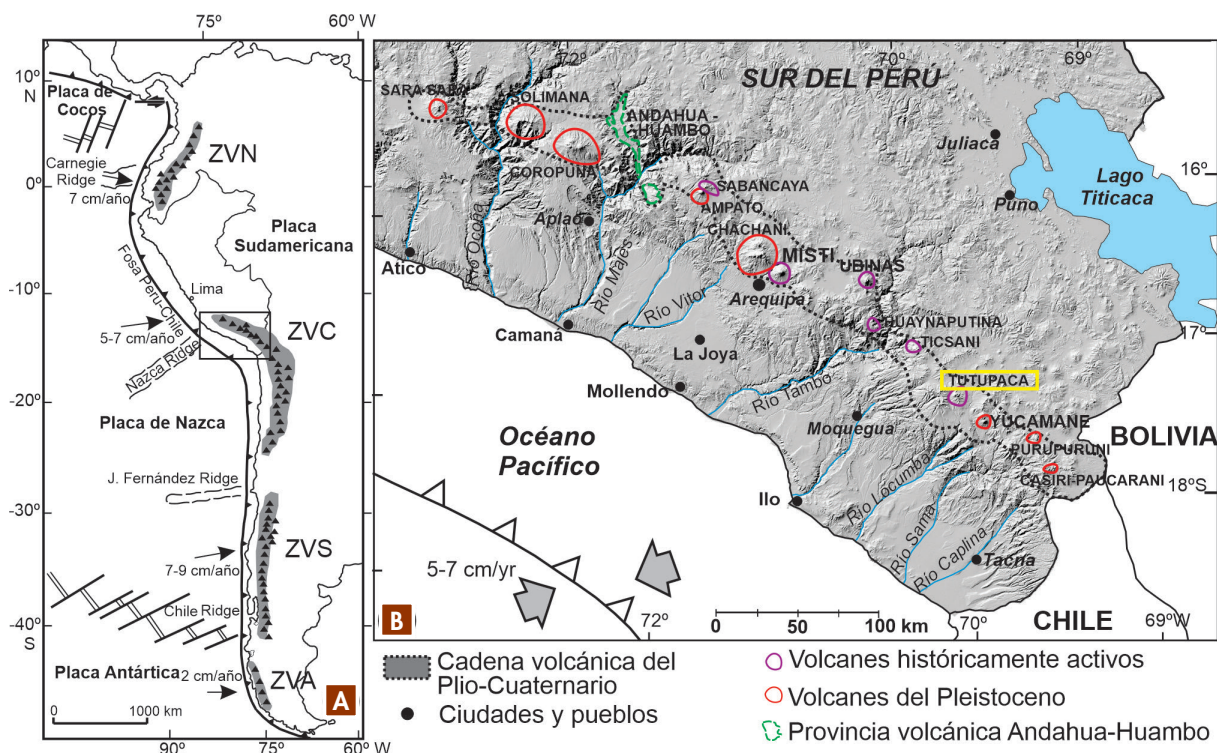 75º
60º W
10º
N
0º
-10º
-20º
-30º
-40º
S
Placa de
Cocos
Carnegie
Ridge
7 cm/año
ZVN
Placa
Sudamericana
Fosa Peru-Chile
Lima
5-7 cm/año
ZVC
Nazca Ridge
Placa de Nazca
J. Fernández Ridge
ZVS
7-9 cm/año
Chile Ridge
Placa Antártica
2 cm/año
ZVA
A
0 1000 km
90º
75º
60º W
72º
70º
69º
SUR DEL PERÚ
SARA SARA
SOLIMANA
ANDAHUA -
HUAMBO
COROPUNA
Juliaca
Lago
Titicaca
16º
Puno
SABANCAYA
AMPATO
Aplao
CHACHANI
MISTI
UBINAS
Atico
Río Ocoña
Río Majes
Río Vitor
Arequipa
Camaná
HUAYNAPUTINA
17º
TICSANI
La Joya
TUTUPACA
Mollendo
Río Tambo
Moquegua
YUCAMANE
BOLIVIA
PURUPURUNI
CASIRI-PAUCARANI
18ºS
Océano
Pacífico
Ilo
Río Locumba
Río Sama
Río Caplina
Tacna
5-7 cm/yr
B
72º
0 50 100 km
70º
69º W
CHILE
Cadena volcánica del
Plio-Cuaternario
Ciudades y pueblos
Volcanes históricamente activos
Volcanes del Pleistoceno
Provincia volcánica Andahua-Huambo